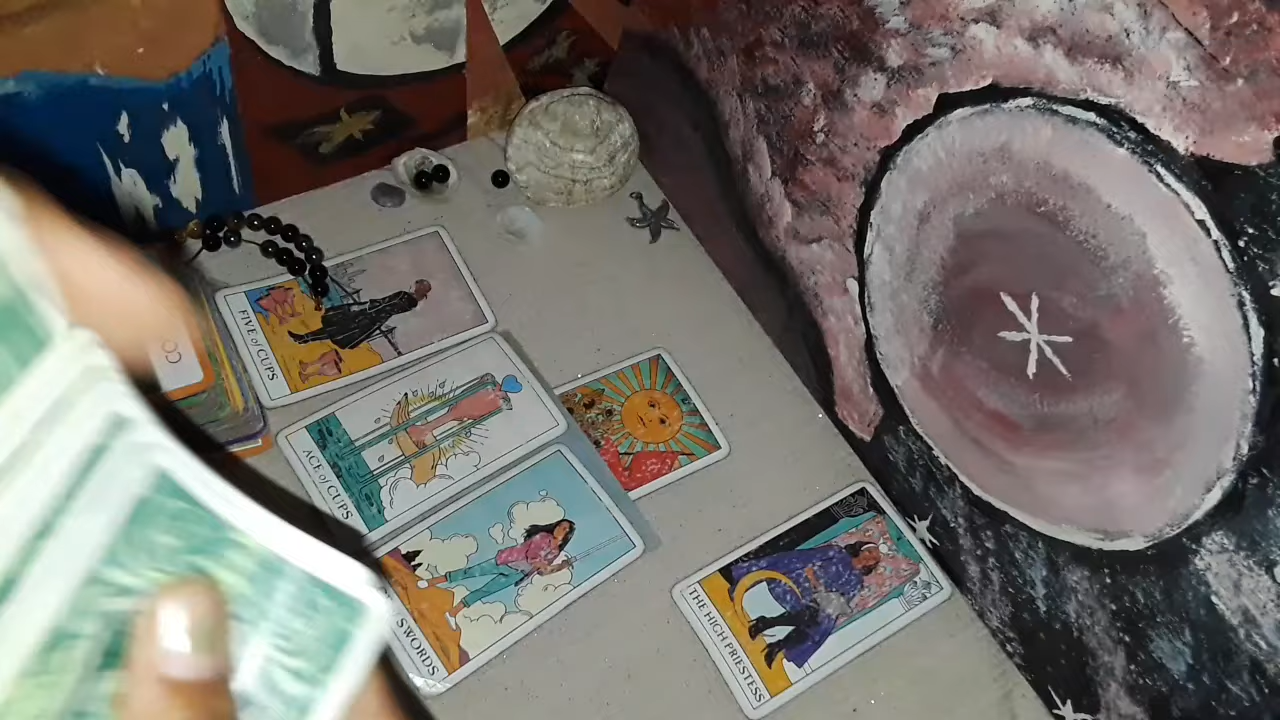 FIVE of CUPS
ACE of CUPS
SWORDS
THE HIGH PRIESTESS